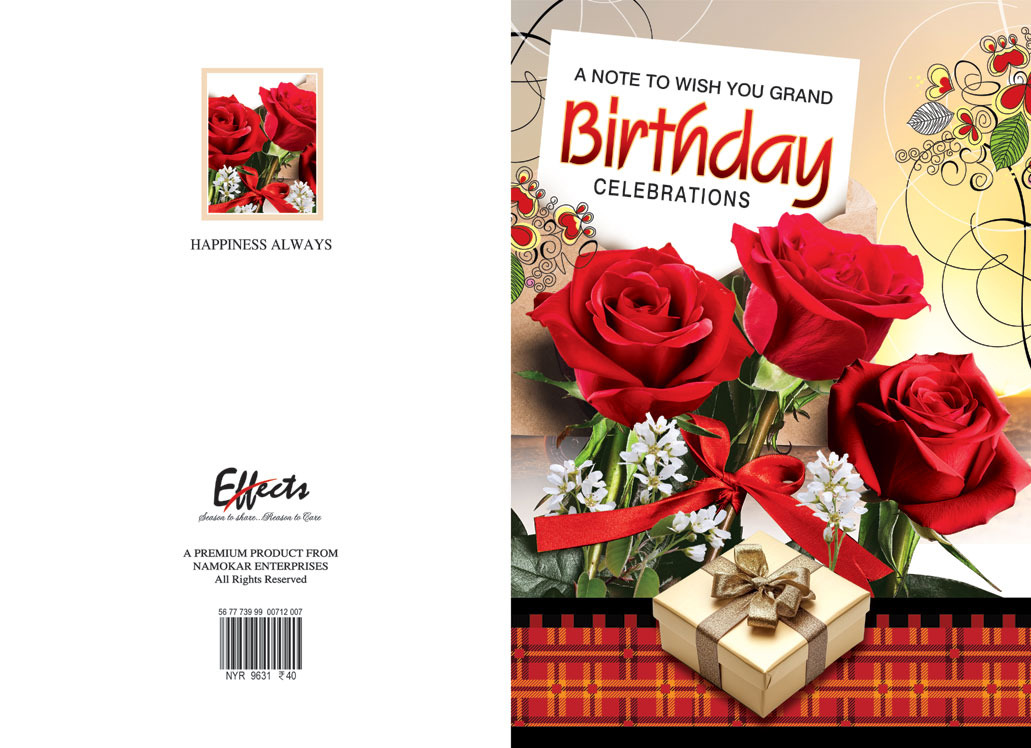 HAPPINESS ALWAYS
Effects
Season to share...Reason to Care
A PREMIUM PRODUCT FROM
NAMOKAR ENTERPRISES
All Rights Reserved
56 77 739 99 00712 007
NYR 9631 ₹ 40
A NOTE TO WISH YOU GRAND
Birthday
CELEBRATIONS